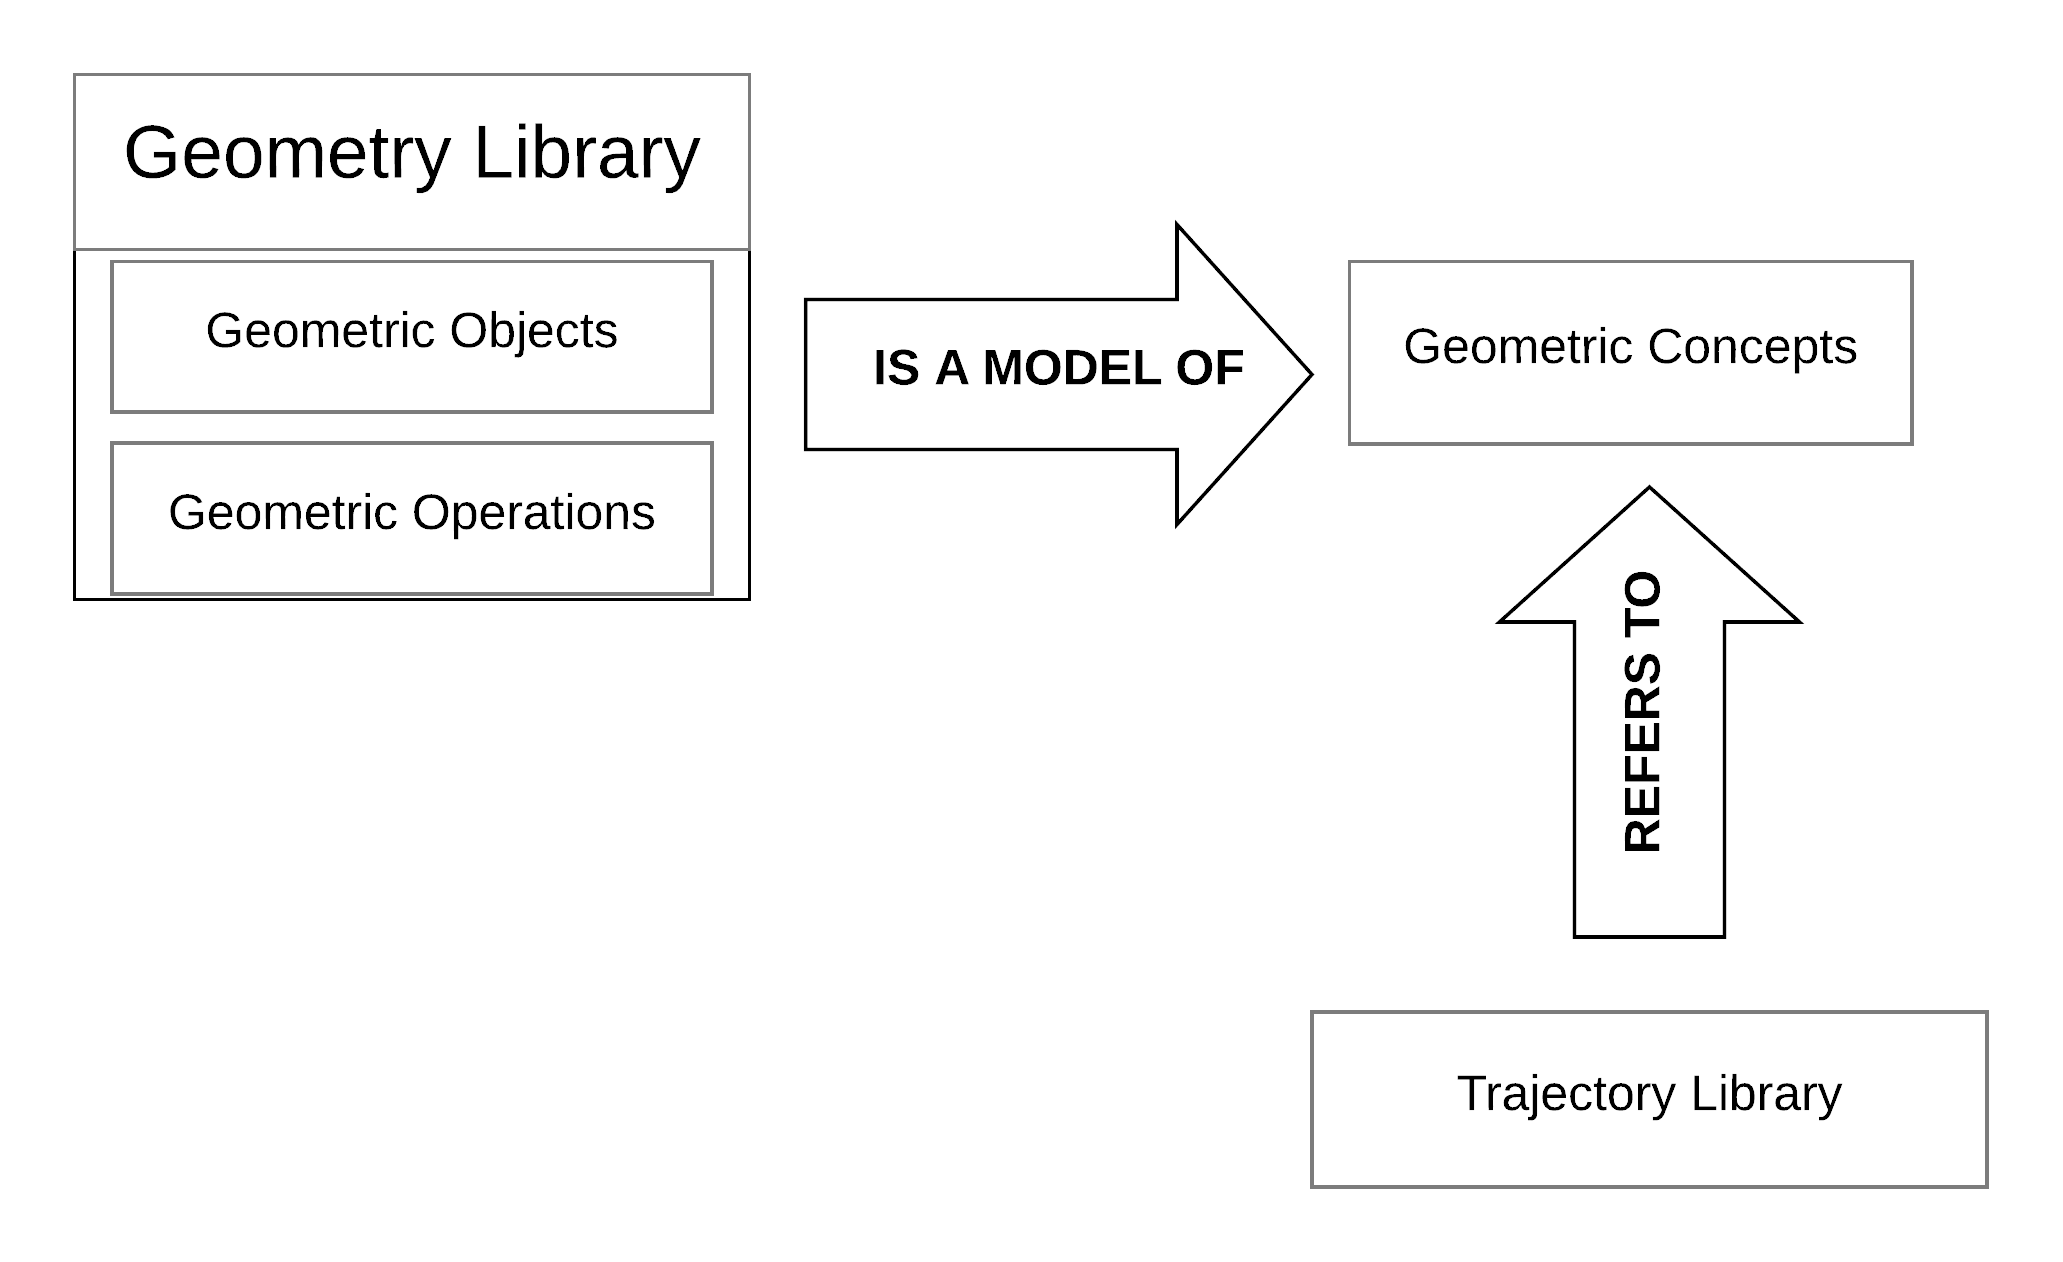 Geometry Library
Geometric Objects
Geometric Operations
IS A MODEL OF
Geometric Concepts
REFERS TO
Trajectory Library